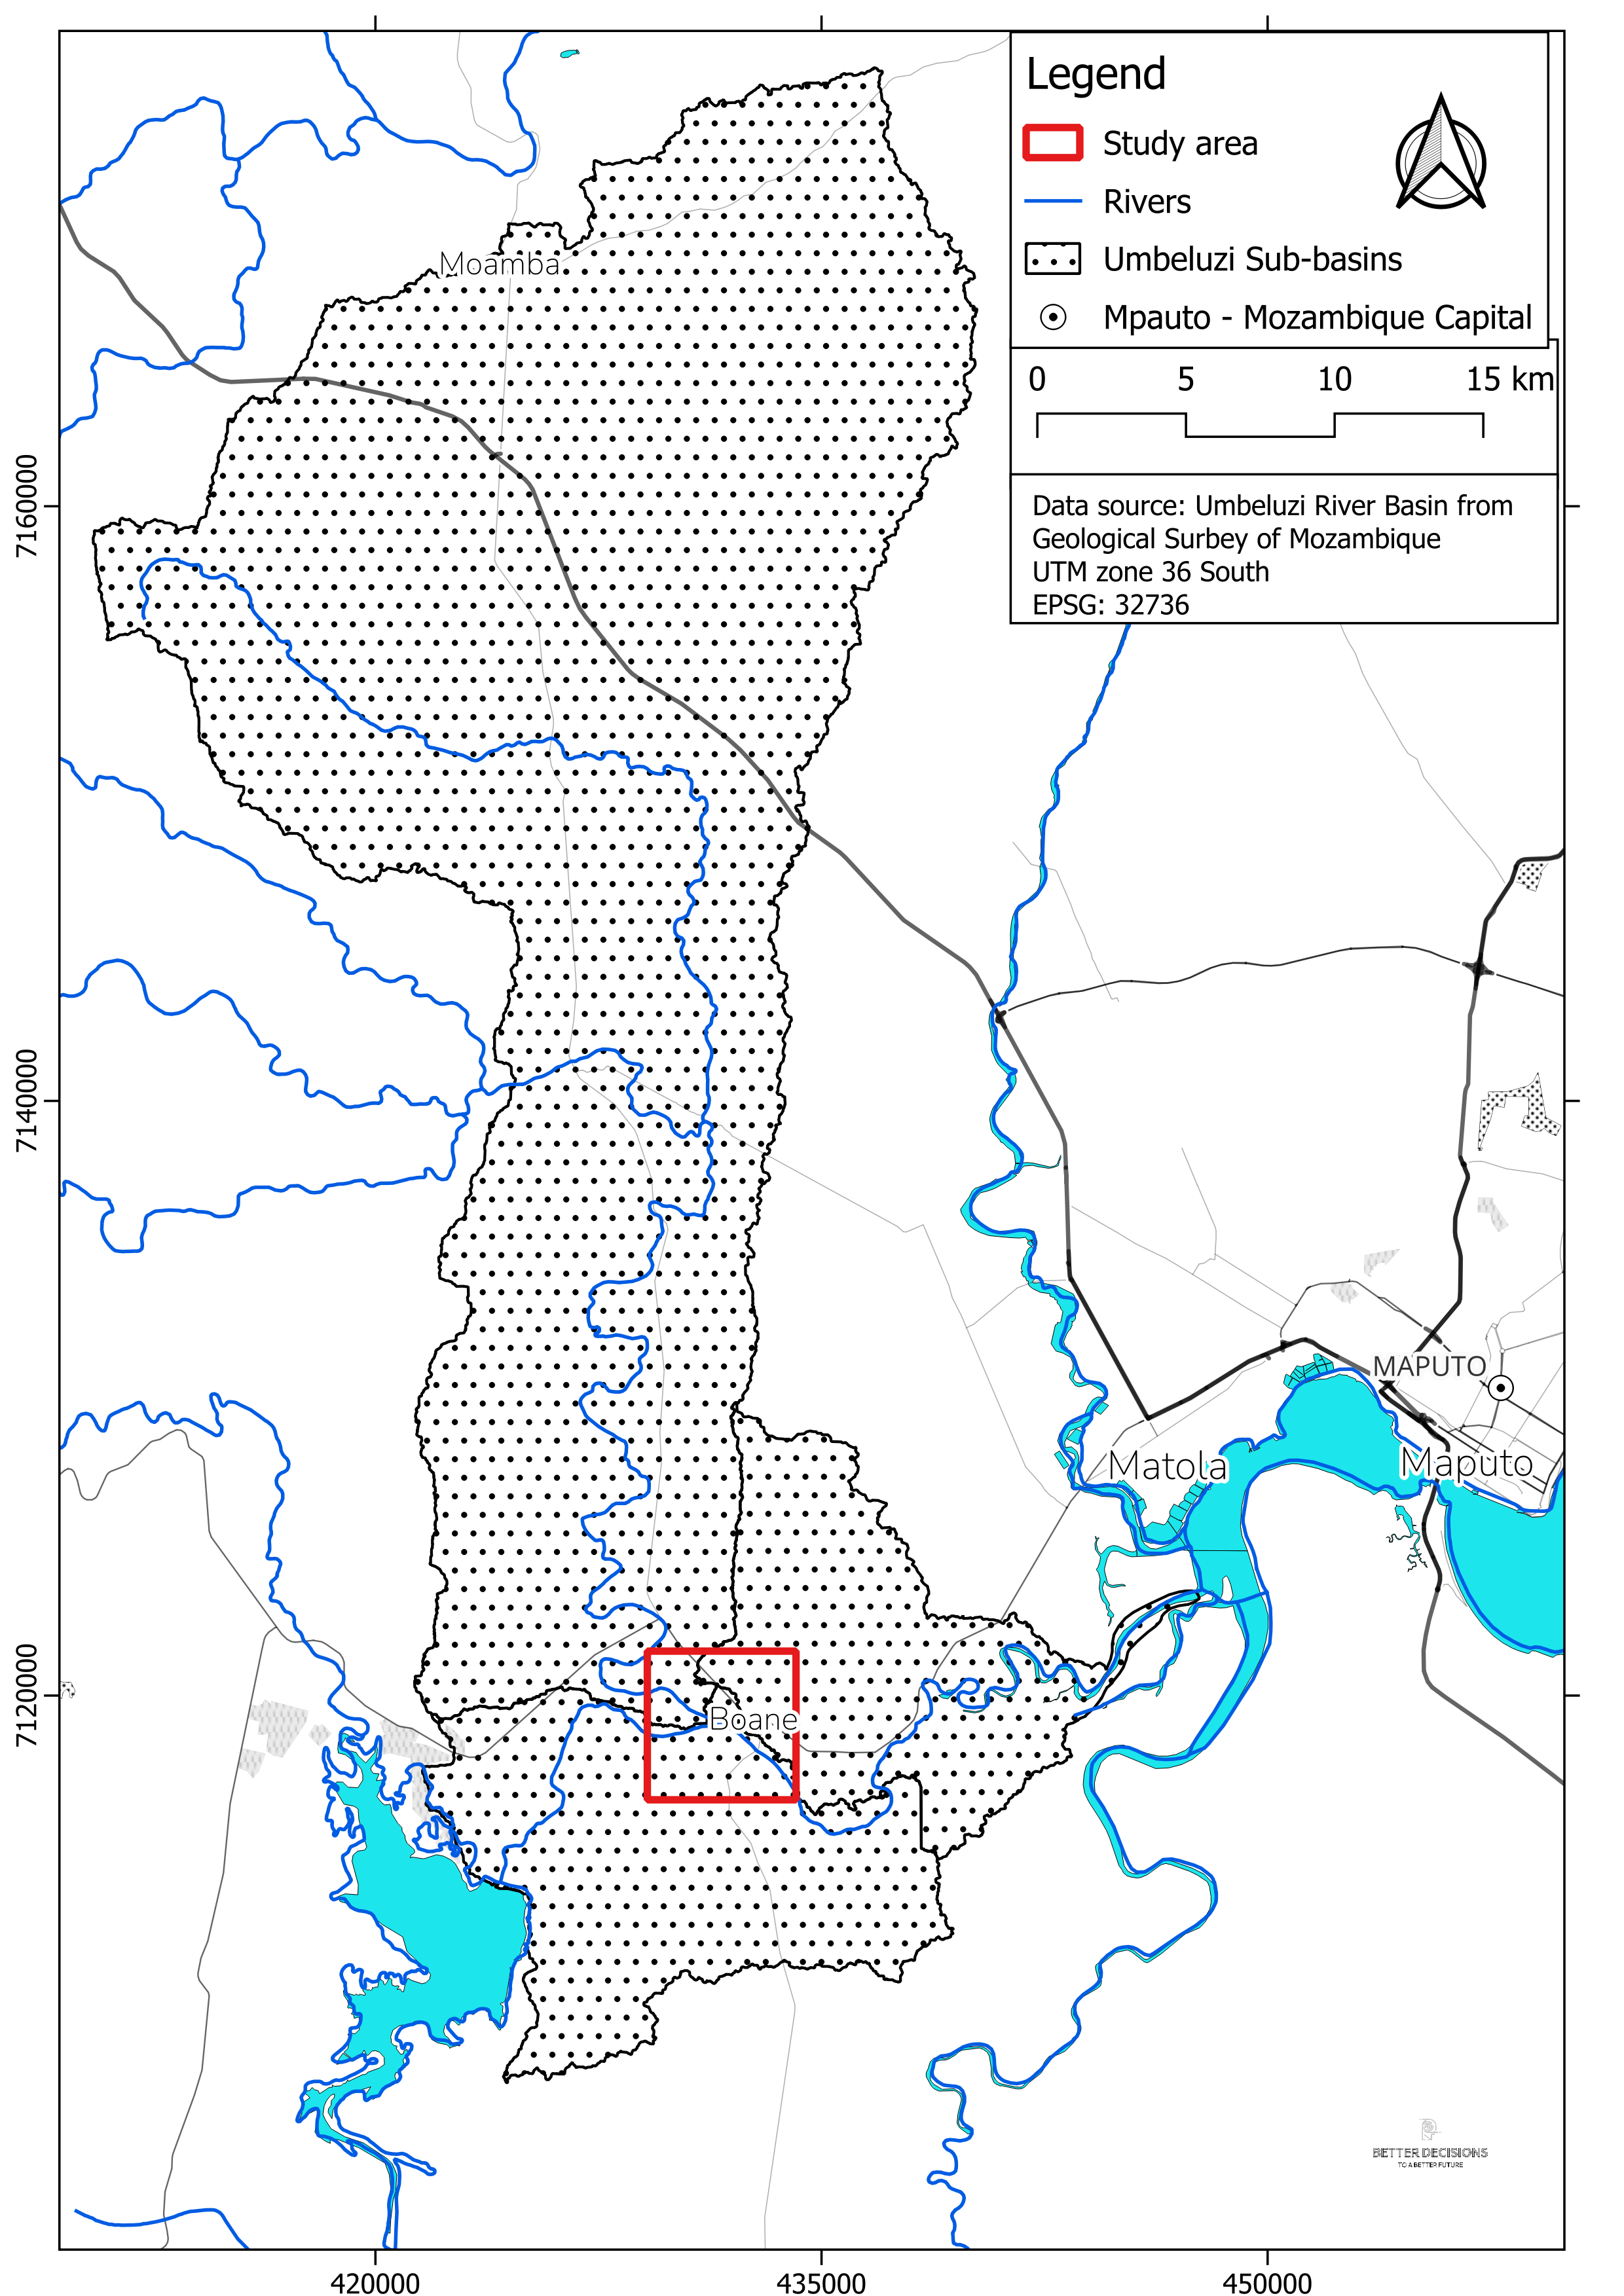 Legend
Study area
Rivers
Umbeluzi Sub-basins
Mpauto - Mozambique Capital
0 5 10 15 km
Data source: Umbeluzi River Basin from
Geological Surbey of Mozambique
UTM zone 36 South
EPSG: 32736
Moamba
7160000
7140000
MAPUTO
Matola
Maputo
7120000
Boane
BETTER DECISIONS
TO A BETTER FUTURE
420000 435000 450000